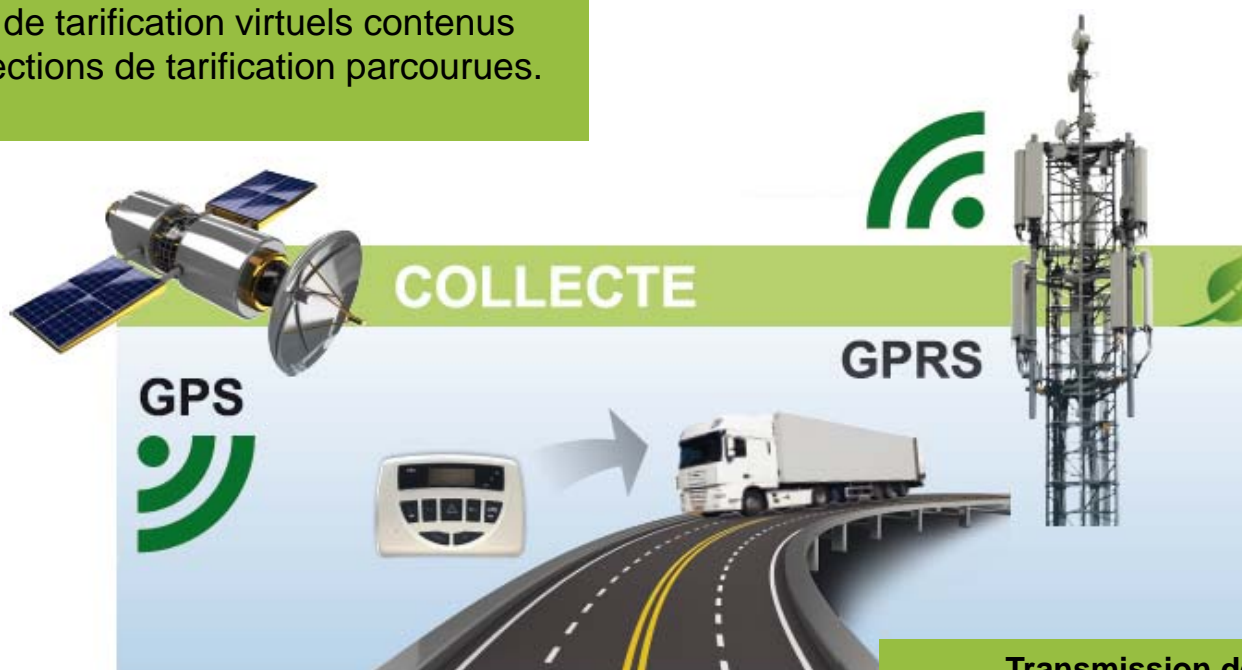 de tarification virtuels contenus
ections de tarification parcourues.
COLLECTE
GPRS
GPS
Transmission d